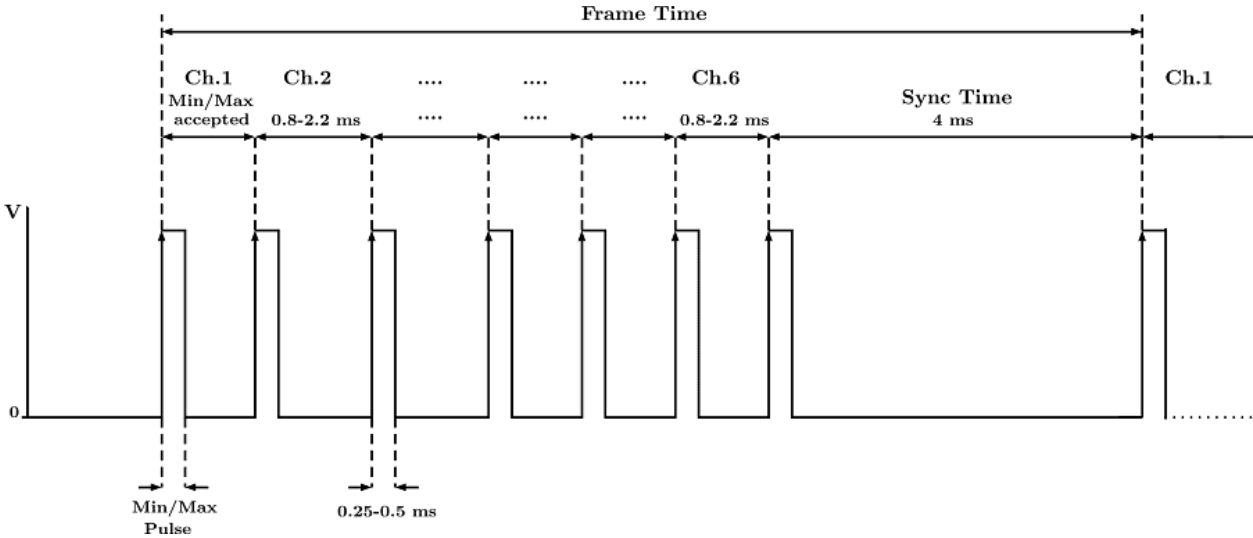 Frame Time
Ch.1 Ch.2 .... .... .... Ch.6 Ch.1
Min/Max
accepted 0.8-2.2 ms .... .... .... 0.8-2.2 ms
Sync Time
4 ms
V
0
Min/Max
Pulse
0.25-0.5 ms